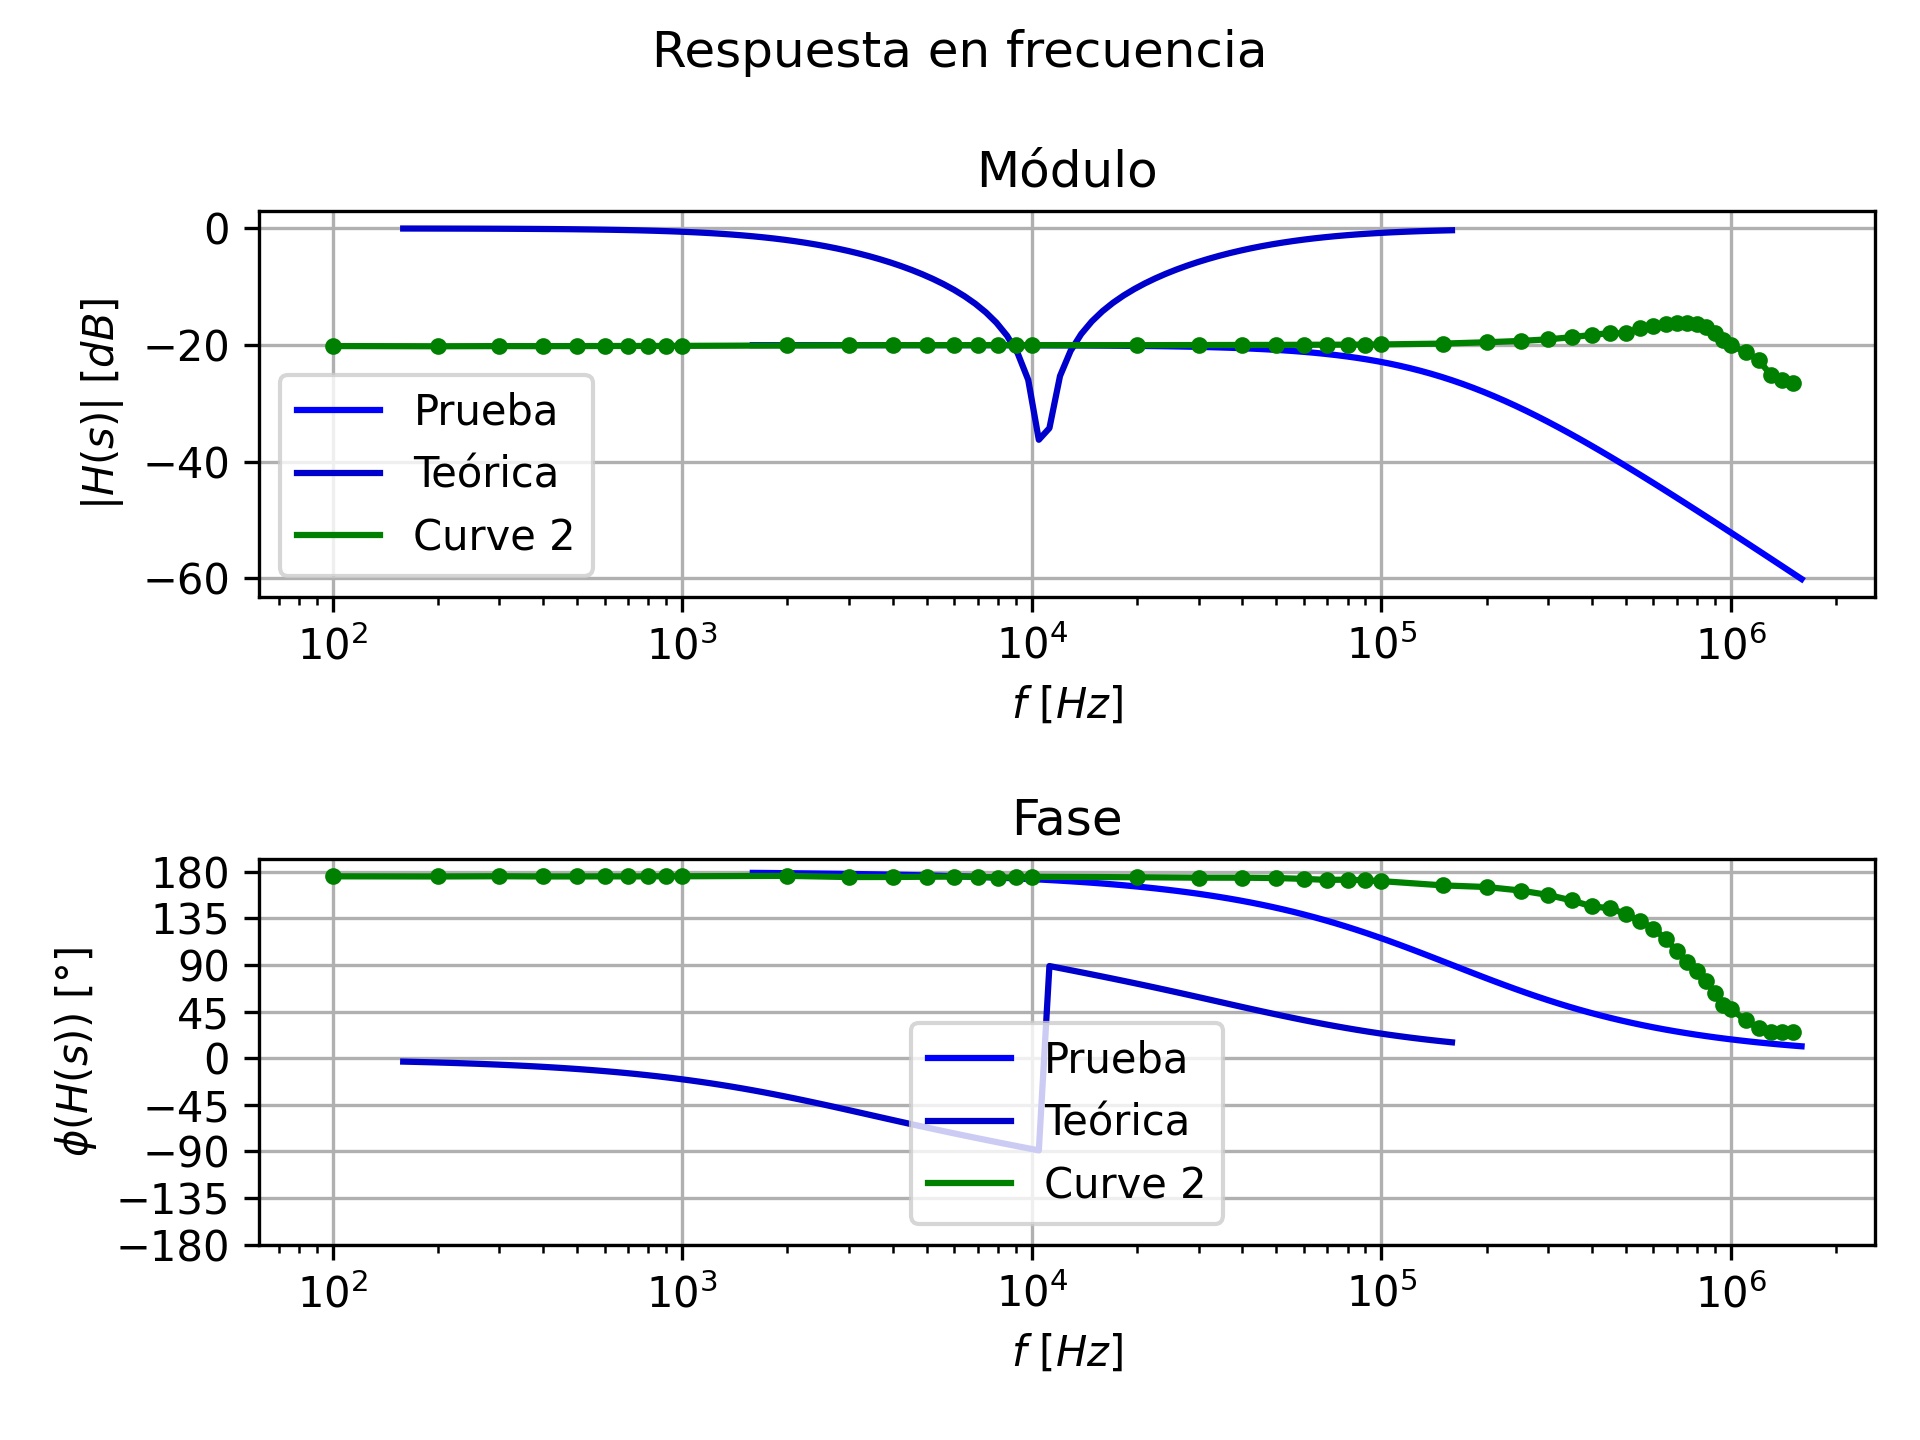 Respuesta en frecuencia
Módulo
|H(s)| [dB]
0
−20
−40
−60
Prueba
Teórica
Curve 2
10² 10³ 10⁴ 10⁵ 10⁶
f [Hz]
Fase
ϕ(H(s)) [°]
180
135
90
45
0
−45
−90
−135
−180
Prueba
Teórica
Curve 2
10² 10³ 10⁴ 10⁵ 10⁶
f [Hz]